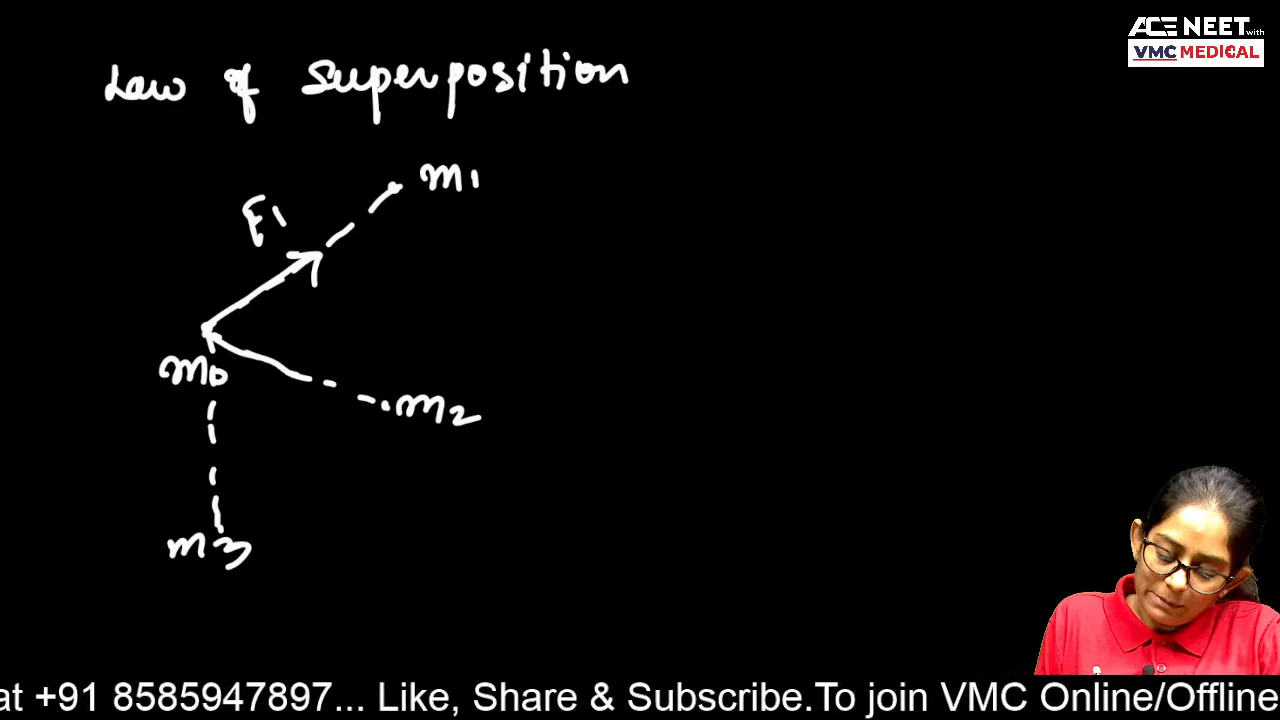 ACE NEET with
VMC MEDICAL
Law of superposition
m1
F1
m0
m2
m3
at +91 8585947897... Like, Share & Subscribe.To join VMC Online/Offline